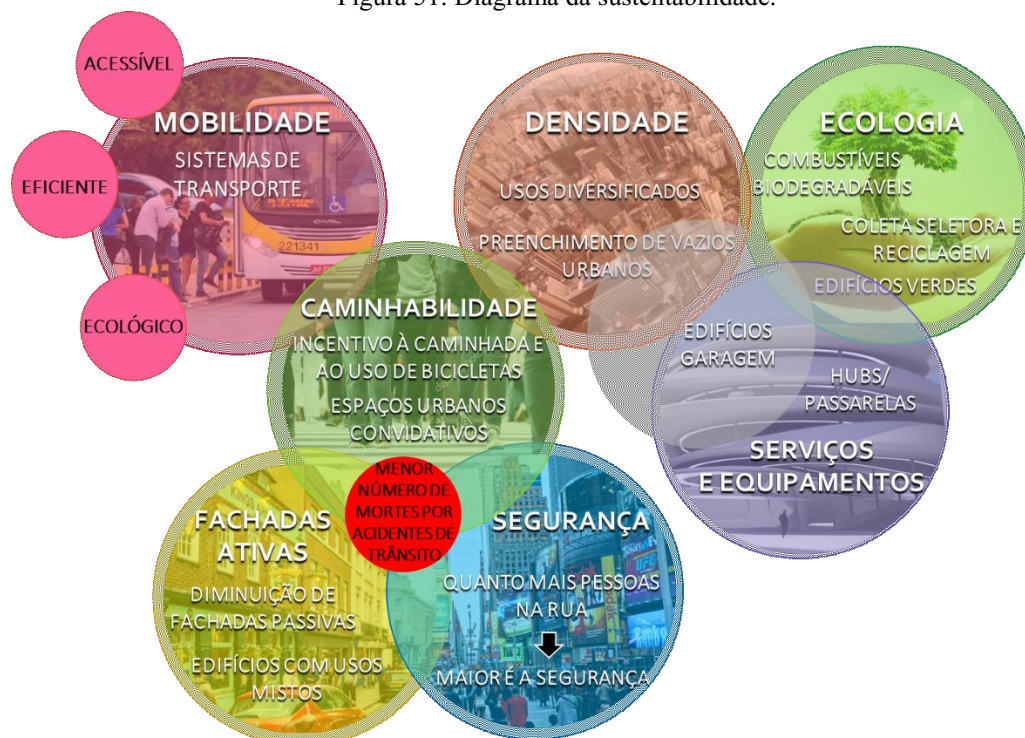 Figura 51: Diagrama da sustentabilidade.
ACESSÍVEL
EFICIENTE
ECOLÓGICO
MOBILIDADE
SISTEMAS DE
TRANSPORTE
221341
DENSIDADE
USOS DIVERSIFICADOS
PREENCHIMENTO DE VAZIOS
URBANOS
ECOLOGIA
COMBUSTÍVEIS
BIODEGRADÁVEIS
COLETA SELETORA E
RECICLAGEM
EDIFÍCIOS VERDES
CAMINHABILIDADE
INCENTIVO À CAMINHADA E
AO USO DE BICICLETAS
ESPAÇOS URBANOS
CONVIDATIVOS
EDIFÍCIOS
GARAGEM
HUBS/
PASSARELAS
SERVIÇOS
E EQUIPAMENTOS
MENOR
NÚMERO DE
MORTES POR
ACIDENTES DE
TRÂNSITO
FACHADAS
ATIVAS
DIMINUIÇÃO DE
FACHADAS PASSIVAS
EDIFÍCIOS COM USOS
MISTOS
SEGURANÇA
QUANTO MAIS PESSOAS
NA RUA
MAIOR É A SEGURANÇA